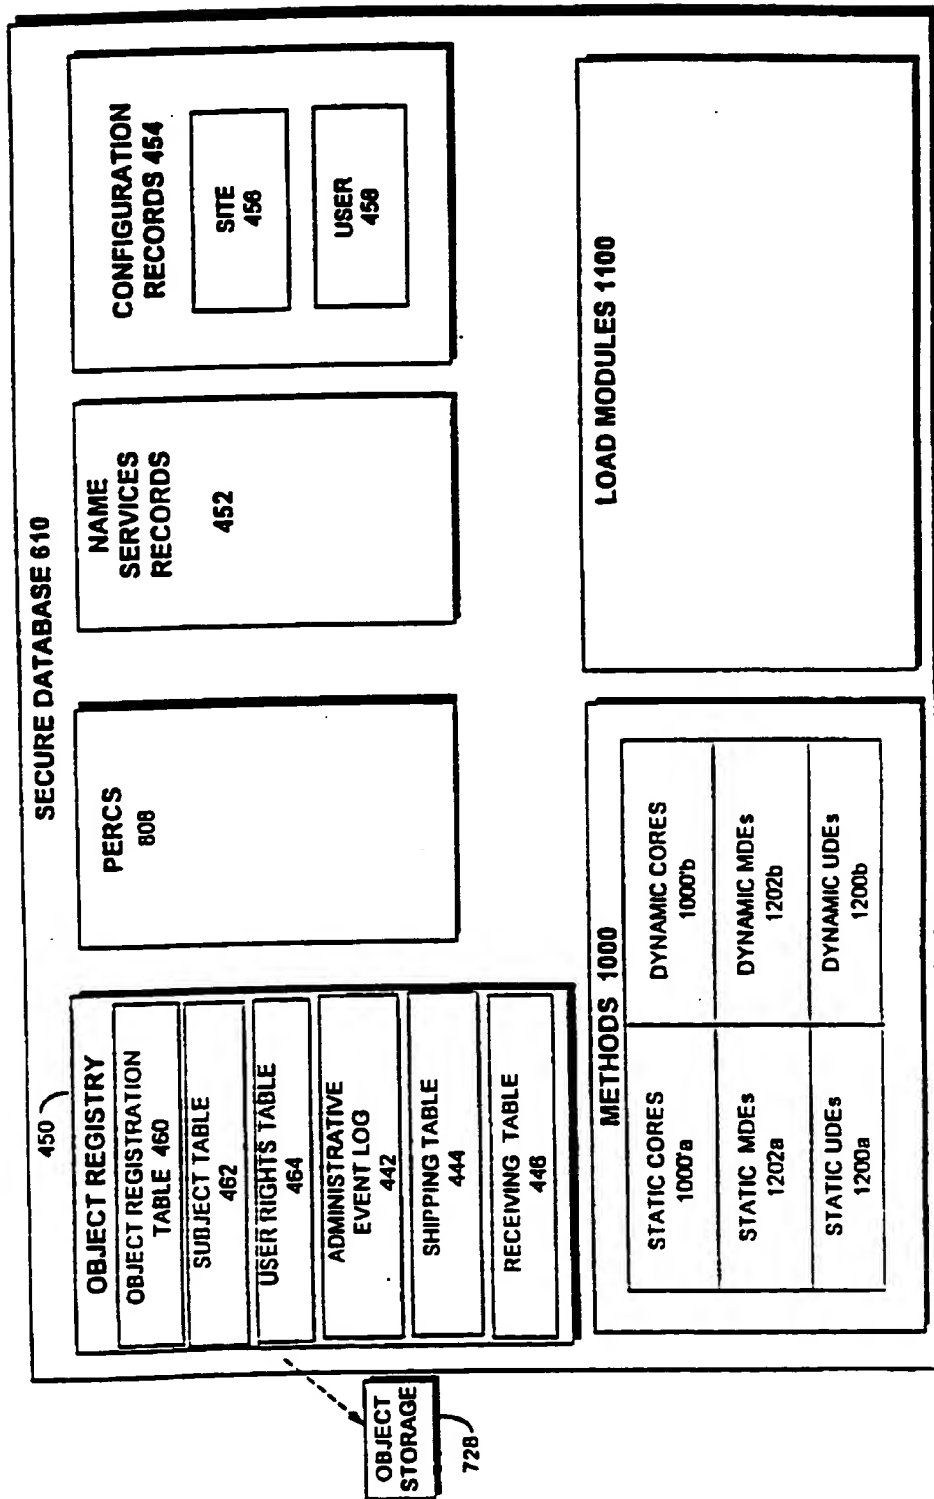 SECURE DATABASE 610
450
OBJECT REGISTRY
OBJECT REGISTRATION
TABLE 460
SUBJECT TABLE
462
USER RIGHTS TABLE
464
ADMINISTRATIVE
EVENT LOG
442
SHIPPING TABLE
444
RECEIVING TABLE
446
PERCS
808
NAME
SERVICES
RECORDS
452
CONFIGURATION
RECORDS 454
SITE
456
USER
458
OBJECT
STORAGE
728
METHODS 1000
STATIC CORES
1000'a
DYNAMIC CORES
1000'b
STATIC MDEs
1202a
DYNAMIC MDEs
1202b
STATIC UDEs
1200a
DYNAMIC UDEs
1200b
LOAD MODULES 1100